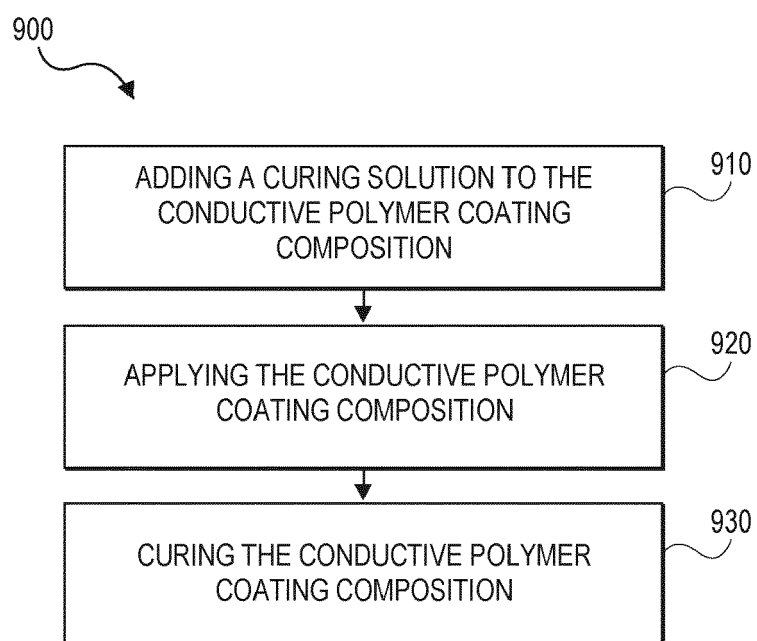 900
ADDING A CURING SOLUTION TO THE
CONDUCTIVE POLYMER COATING
COMPOSITION
910
APPLYING THE CONDUCTIVE POLYMER
COATING COMPOSITION
920
CURING THE CONDUCTIVE POLYMER
COATING COMPOSITION
930